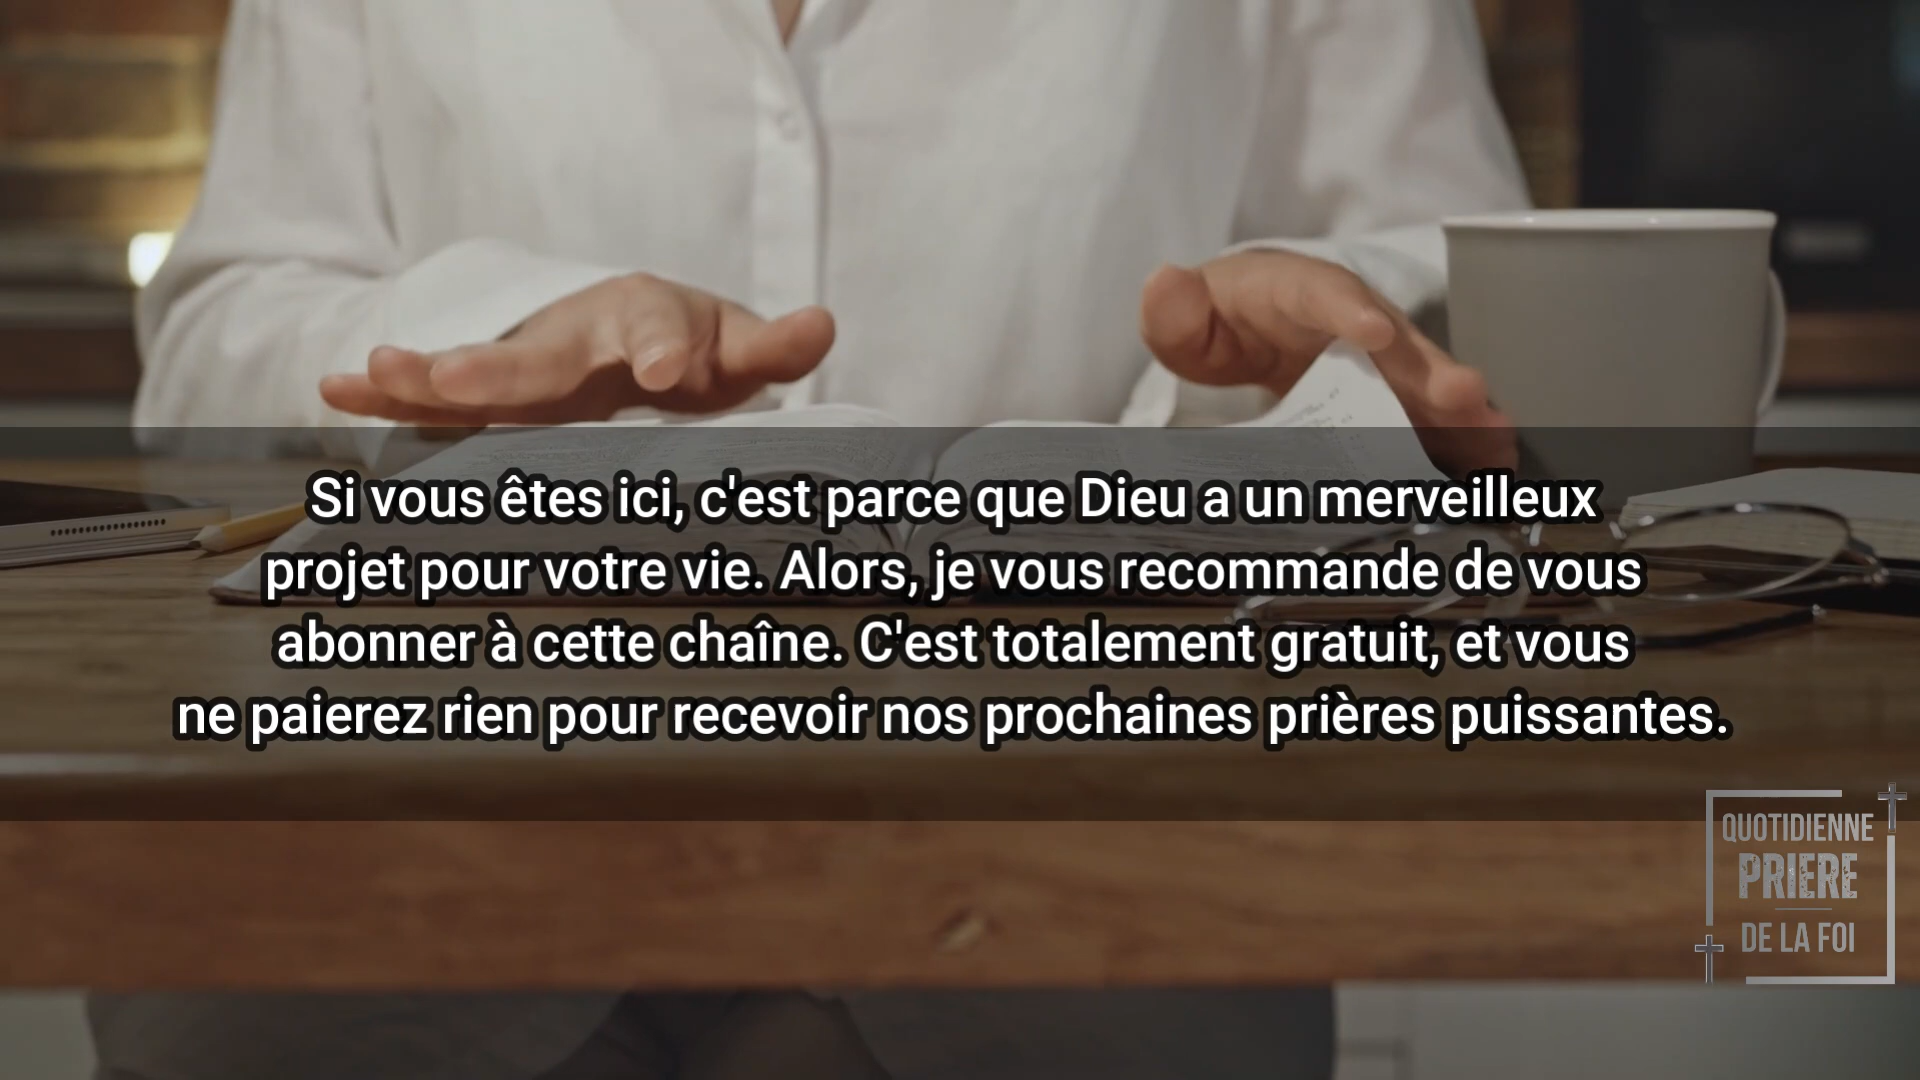 Si vous êtes ici, c'est parce que Dieu a un merveilleux
projet pour votre vie. Alors, je vous recommande de vous
abonner à cette chaîne. C'est totalement gratuit, et vous
ne paierez rien pour recevoir nos prochaines prières puissantes.
QUOTIDIENNE
PRIERE
DE LA FOI